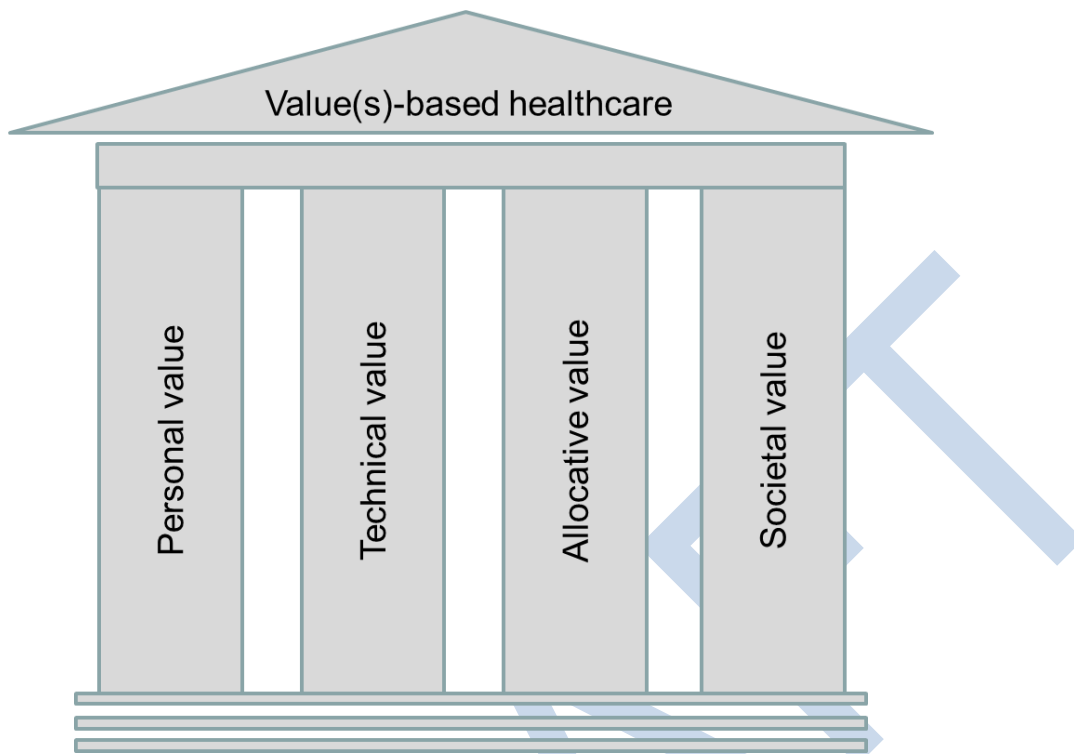 Value(s)-based healthcare
Personal value
Technical value
Allocative value
Societal value